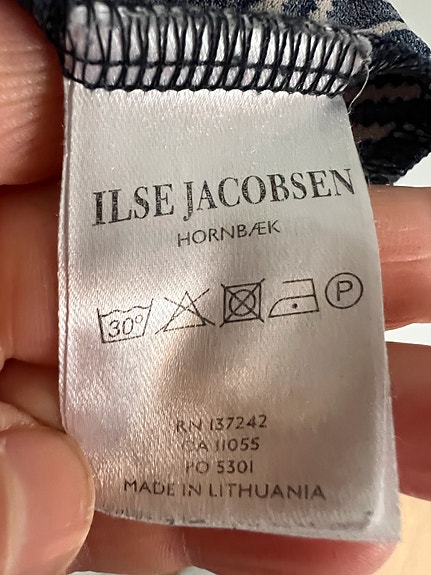 ILSE JACOBSEN
HORNBÆK
30° P
RN 137242
CA 11055
PO 5301
MADE IN LITHUANIA